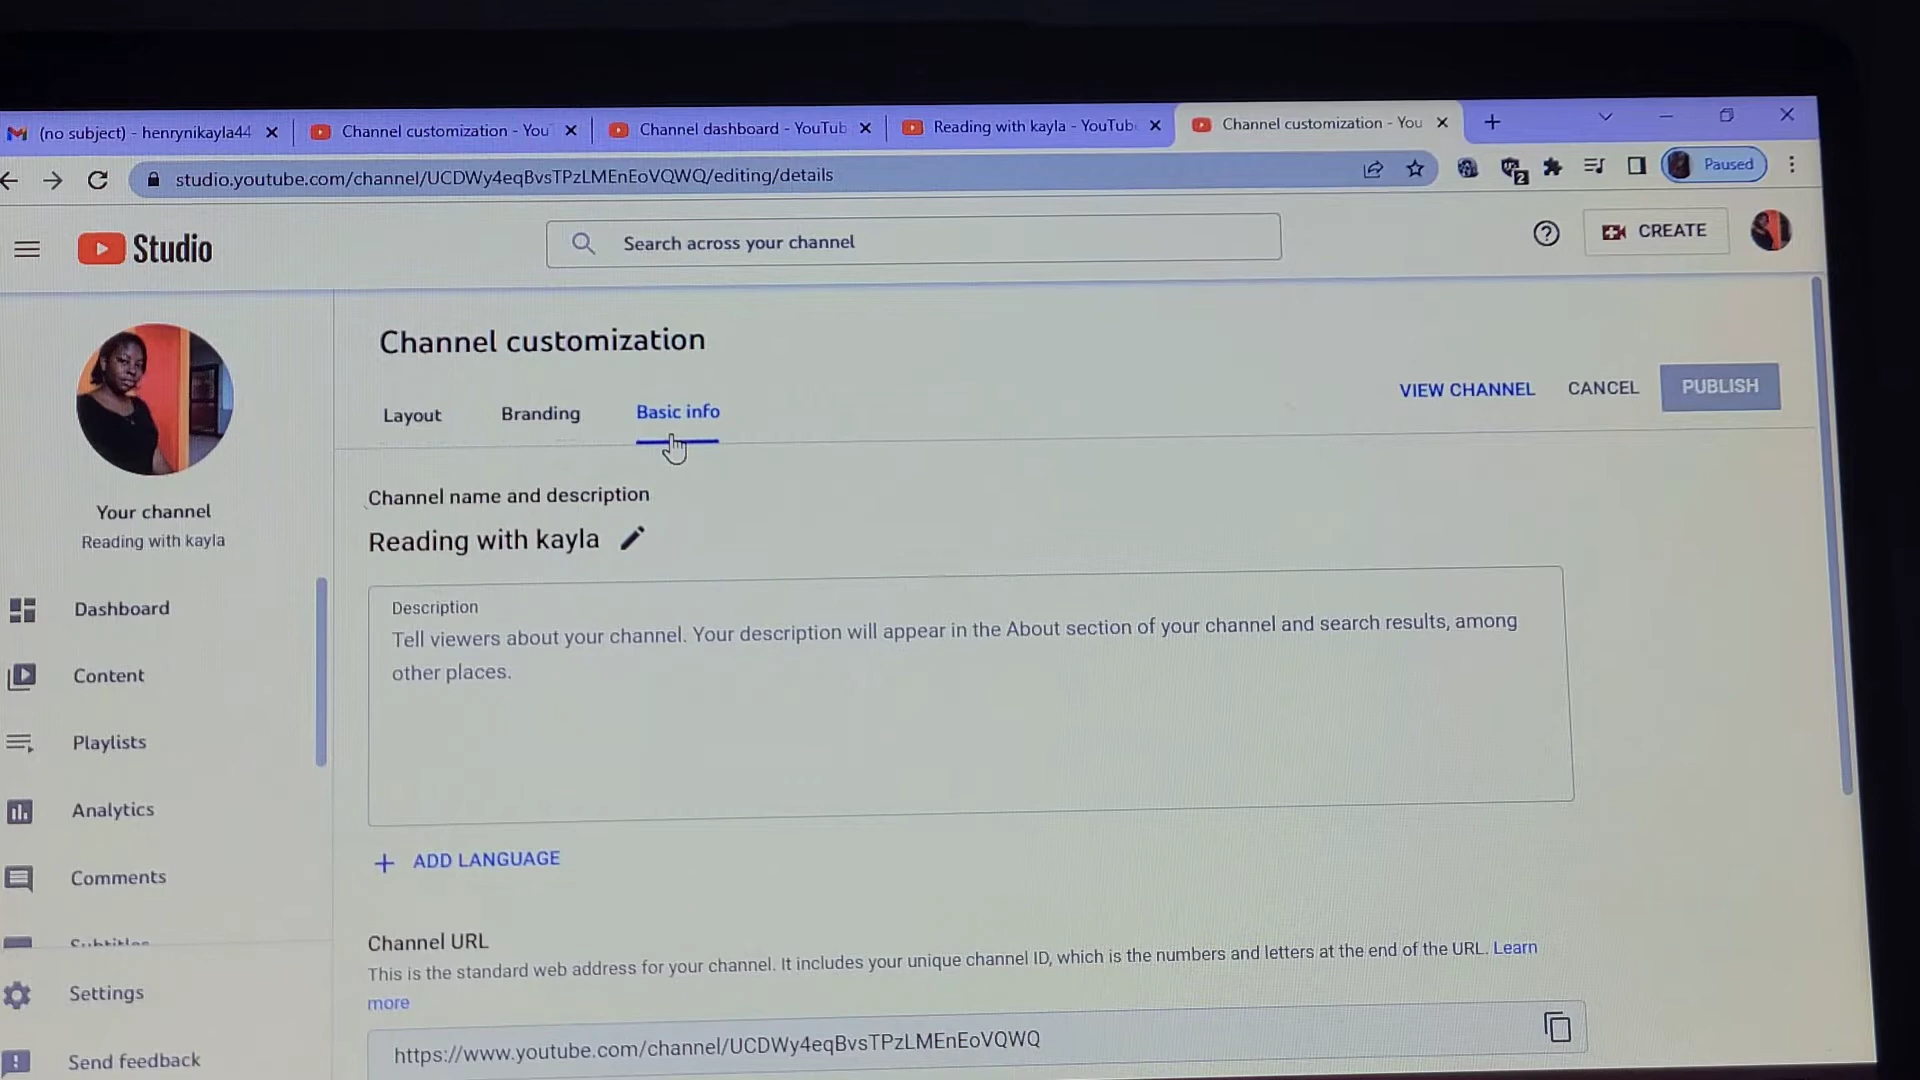 (no subject) - henrynikayla44
Channel customization - You
Channel dashboard - YouTub
Reading with kayla - YouTub
Channel customization - You
studio.youtube.com/channel/UCDWy4eqBvsTPzLMEnEoVQWQ/editing/details
2
Paused
Studio
Search across your channel
CREATE
Channel customization
Layout
Branding
Basic info
VIEW CHANNEL
CANCEL
PUBLISH
Your channel
Reading with kayla
Dashboard
Content
Playlists
Analytics
Comments
Settings
Send feedback
Channel name and description
Reading with kayla
Description
Tell viewers about your channel. Your description will appear in the About section of your channel and search results, among
other places.
ADD LANGUAGE
Channel URL
This is the standard web address for your channel. It includes your unique channel ID, which is the numbers and letters at the end of the URL. Learn
more
https://www.youtube.com/channel/UCDWy4eqBvsTPzLMEnEoVQWQ